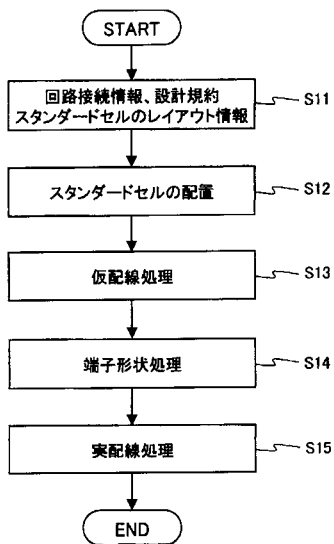 START
回路接続情報、設計規約
スタンダードセルのレイアウト情報
S11
スタンダードセルの配置
S12
仮配線処理
S13
端子形状処理
S14
実配線処理
S15
END